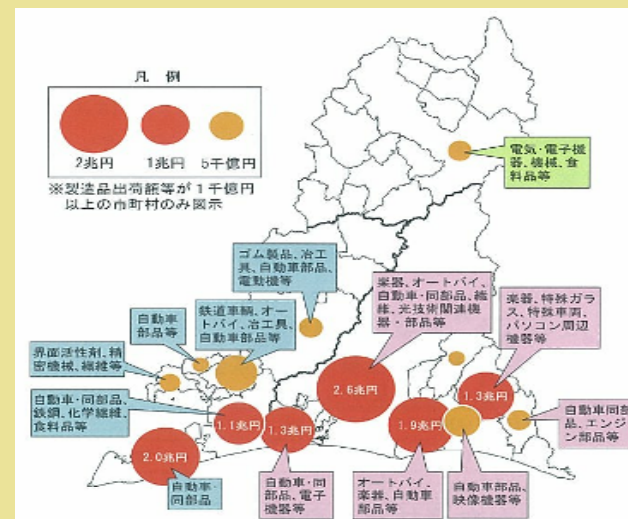 凡 例
2兆円
1兆円
5千億円
※製造品出荷額等が1千億円
以上の市町村のみ図示
電気・電子機
器、機械、食
料品等
ゴム製品、冶工
具、自動車部品、
電動機等
楽器、オートバイ、
自動車・同部品、繊
維、光技術関連機
器・部品等
楽器、特殊ガラ
ス、特殊車両、
パソコン周辺
機器等
鉄道車輌、オー
トバイ、冶工具、
自動車部品等
自動車
部品等
界面活性剤、精
密機械、繊維等
自動車・同部品、
鉄鋼、化学繊維、
食料品等
2.6兆円
1.3兆円
1.1兆円
1.3兆円
1.9兆円
2.0兆円
自動車同部
品、エンジ
ン部品等
自動車・
同部品
自動車・同
部品、電子
機器等
オートバイ、
楽器、自動車
部品等
自動車部品、
映像機器等